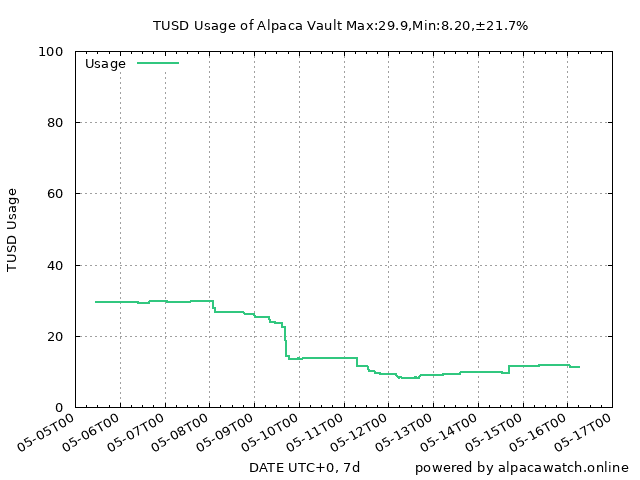 TUSD Usage of Alpaca Vault Max:29.9,Min:8.20,±21.7%
Usage
TUSD Usage
100
80
60
40
20
0
05-05T00
05-06T00
05-07T00
05-08T00
05-09T00
05-10T00
05-11T00
05-12T00
05-13T00
05-14T00
05-15T00
05-16T00
05-17T00
DATE UTC+0, 7d
powered by alpacawatch.online